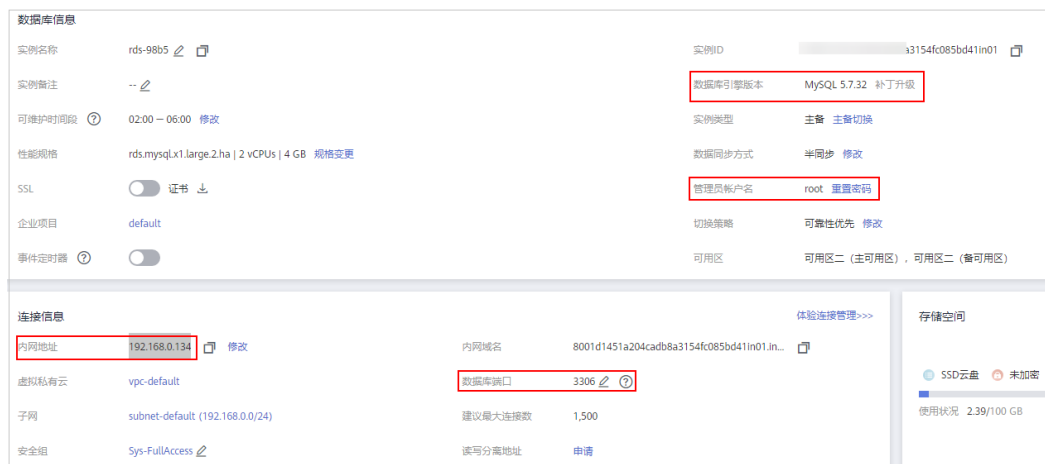 数据库信息
实例名称 rds-98b5 实例ID a3154fc085bd41in01
实例备注 -- 数据库引擎版本 MySQL 5.7.32 补丁升级
可维护时间段 ? 02:00 — 06:00 修改 实例类型 主备 主备切换
性能规格 rds.mysql.x1.large.2.ha | 2 vCPUs | 4 GB 规格变更 数据同步方式 半同步 修改
SSL 证书 管理员帐户名 root 重置密码
企业项目 default 切换策略 可靠性优先 修改
事件定时器 ? 可用区 可用区二（主可用区），可用区二（备可用区）
连接信息 体验连接管理>>> 存储空间
内网地址 192.168.0.134 修改 内网域名 8001d1451a204cadb8a3154fc085bd41in01.in...
虚拟私有云 vpc-default 数据库端口 3306 ? SSD云盘 未加密
子网 subnet-default (192.168.0.0/24) 建议最大连接数 1,500 使用状况 2.39/100 GB
安全组 Sys-FullAccess 读写分离地址 申请